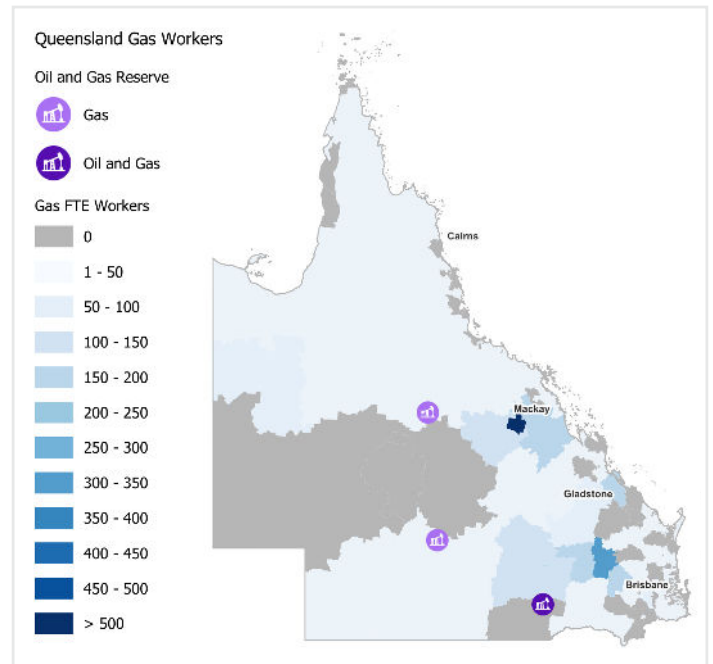 Queensland Gas Workers
Oil and Gas Reserve
Gas
Oil and Gas
Gas FTE Workers
0
1 - 50
50 - 100
100 - 150
150 - 200
200 - 250
250 - 300
300 - 350
350 - 400
400 - 450
450 - 500
> 500
Cairns
Mackay
Gladstone
Brisbane